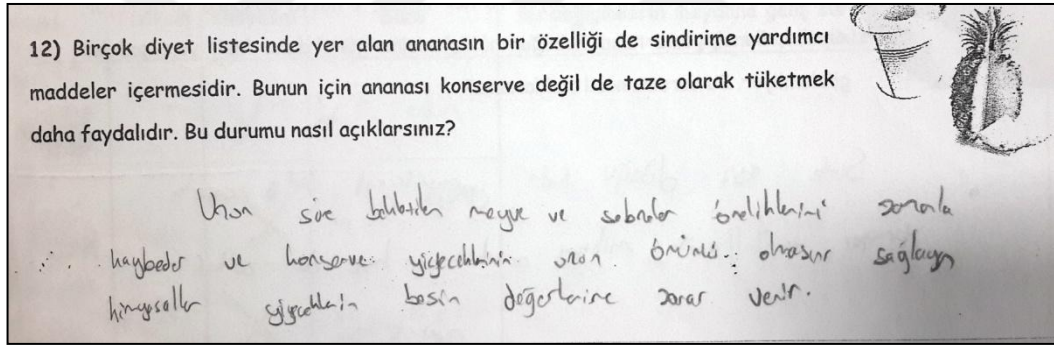 12) Birçok diyet listesinde yer alan ananasın bir özelliği de sindirime yardımcı
maddeler içermesidir. Bunun için ananası konserve değil de taze olarak tüketmek
daha faydalıdır. Bu durumu nasıl açıklarsınız?
Uzun süre bekletilen meyve ve sebzeler özelliklerini zamanla
kaybeder ve konserve yiyeceklerinin uzun ömürlü olmasını sağlayan
kimyasallar yiyeceklerin besin değerlerine zarar verir.